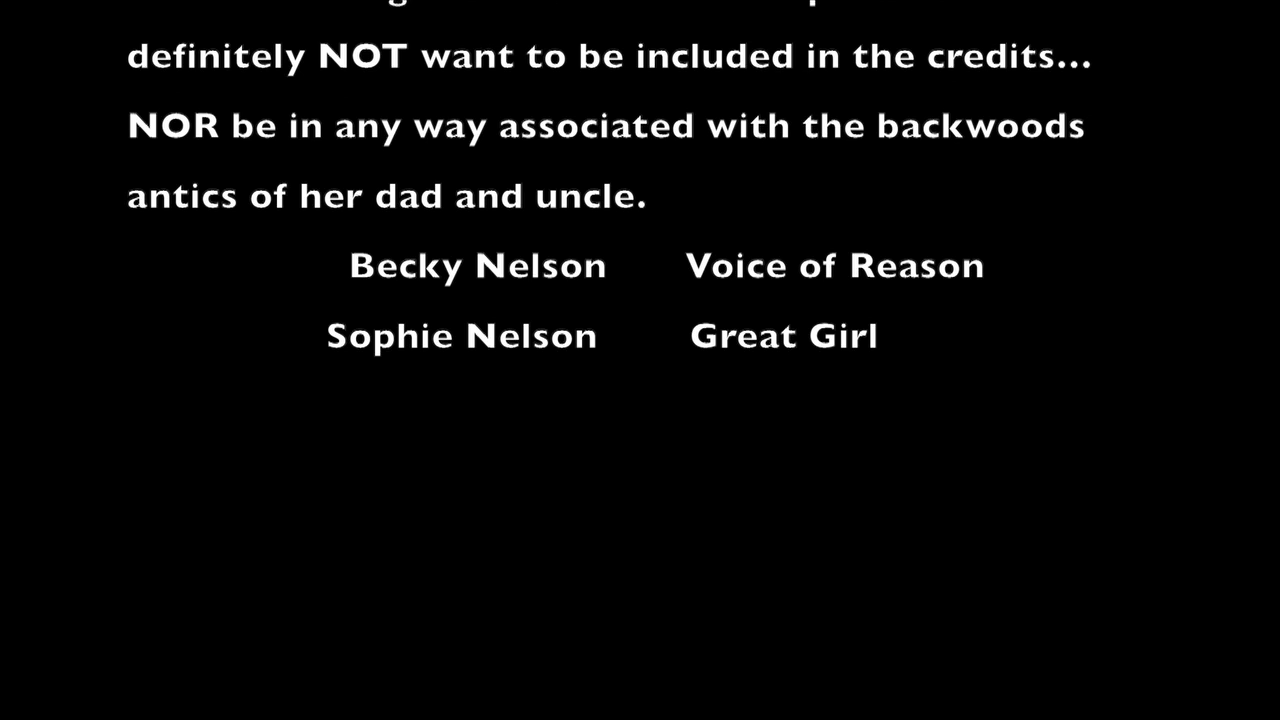 definitely NOT want to be included in the credits...
NOR be in any way associated with the backwoods
antics of her dad and uncle.
Becky Nelson Voice of Reason
Sophie Nelson Great Girl